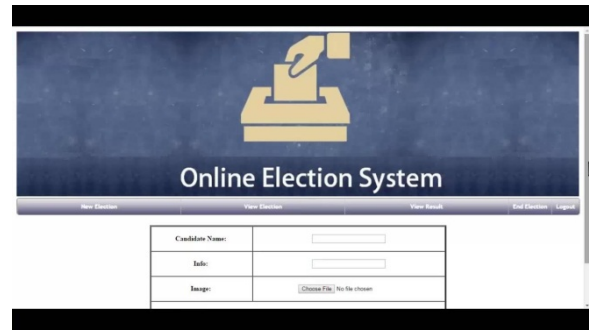 Online Election System
New Election View Election View Result End Election Logout
Candidate Name:
Info:
Image: Choose File No file chosen